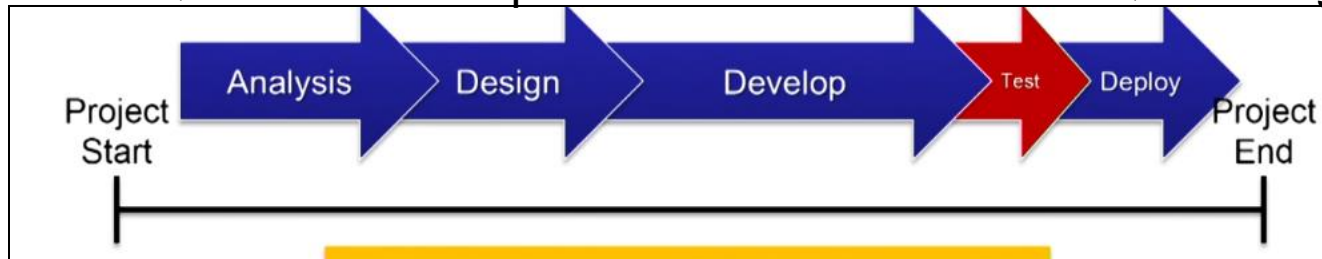 Analysis
Design
Develop
Test
Deploy
Project
Start
Project
End